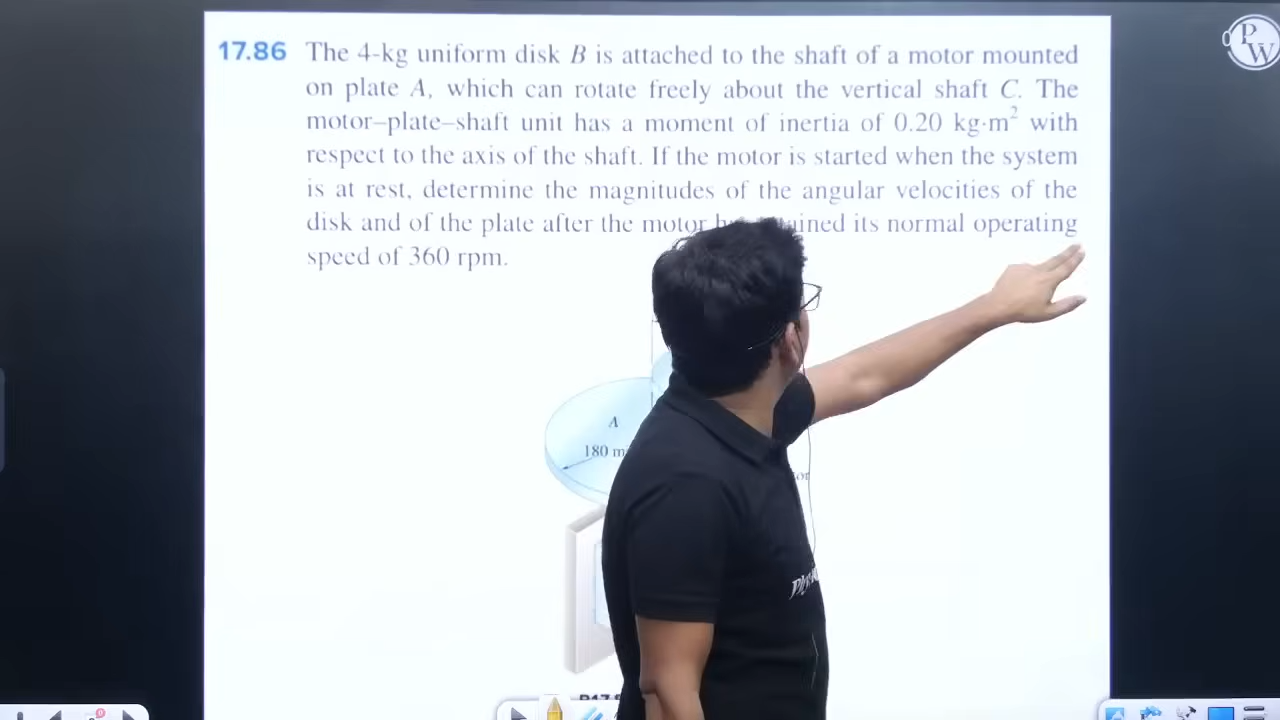 17.86 The 4-kg uniform disk B is attached to the shaft of a motor mounted
on plate A, which can rotate freely about the vertical shaft C. The
motor–plate–shaft unit has a moment of inertia of 0.20 kg·m² with
respect to the axis of the shaft. If the motor is started when the system
is at rest, determine the magnitudes of the angular velocities of the
disk and of the plate after the motor its normal operating
speed of 360 rpm.
PW
A
180